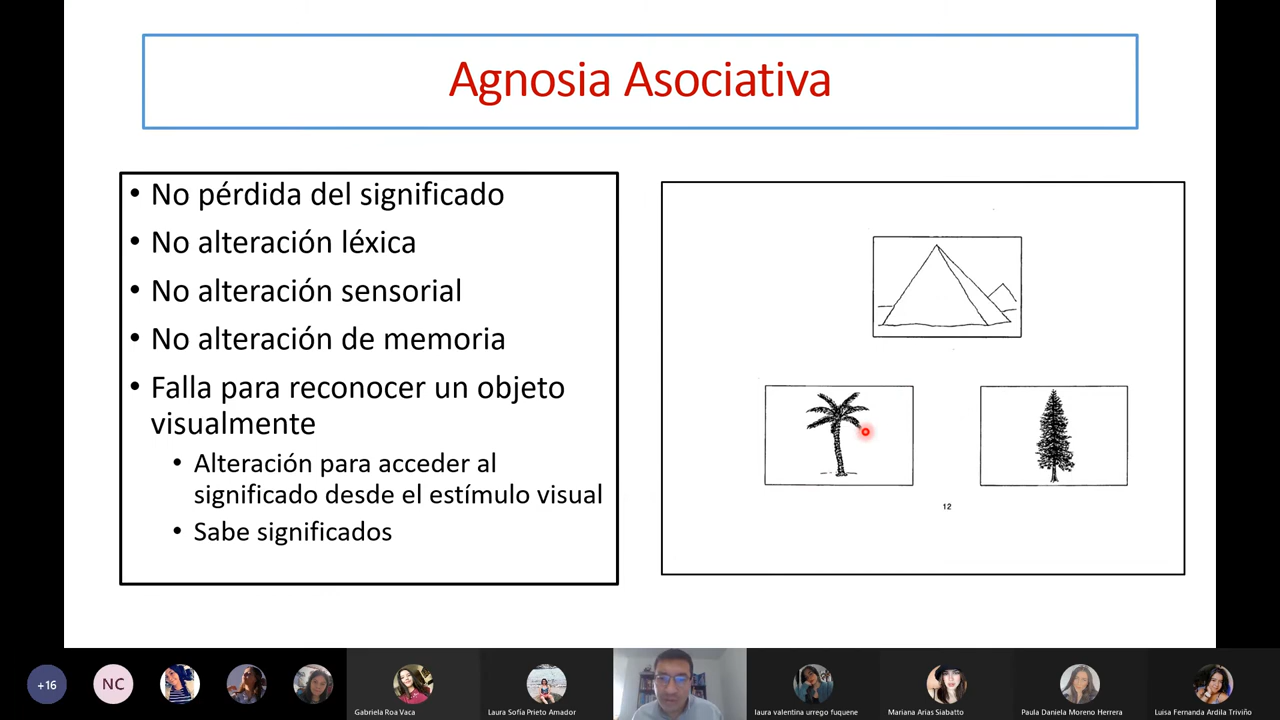 Agnosia Asociativa
• No pérdida del significado
• No alteración léxica
• No alteración sensorial
• No alteración de memoria
• Falla para reconocer un objeto
visualmente
• Alteración para acceder al
significado desde el estímulo visual
• Sabe significados
12
+16
NC
Gabriela Roa Vaca
Laura Sofía Prieto Amador
laura valentina urrego fuquene
Mariana Arias Siabatto
Paula Daniela Moreno Herrera
Luisa Fernanda Ardila Triviño